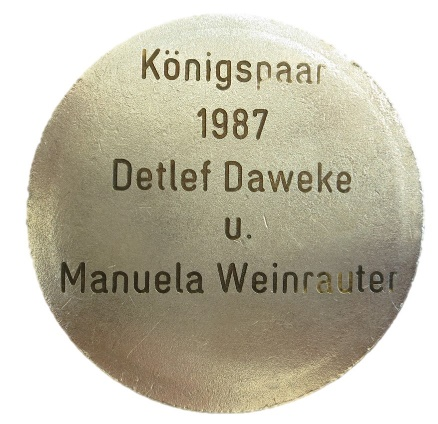 Königspaar
1987
Detlef Daweke
u.
Manuela Weinrauter